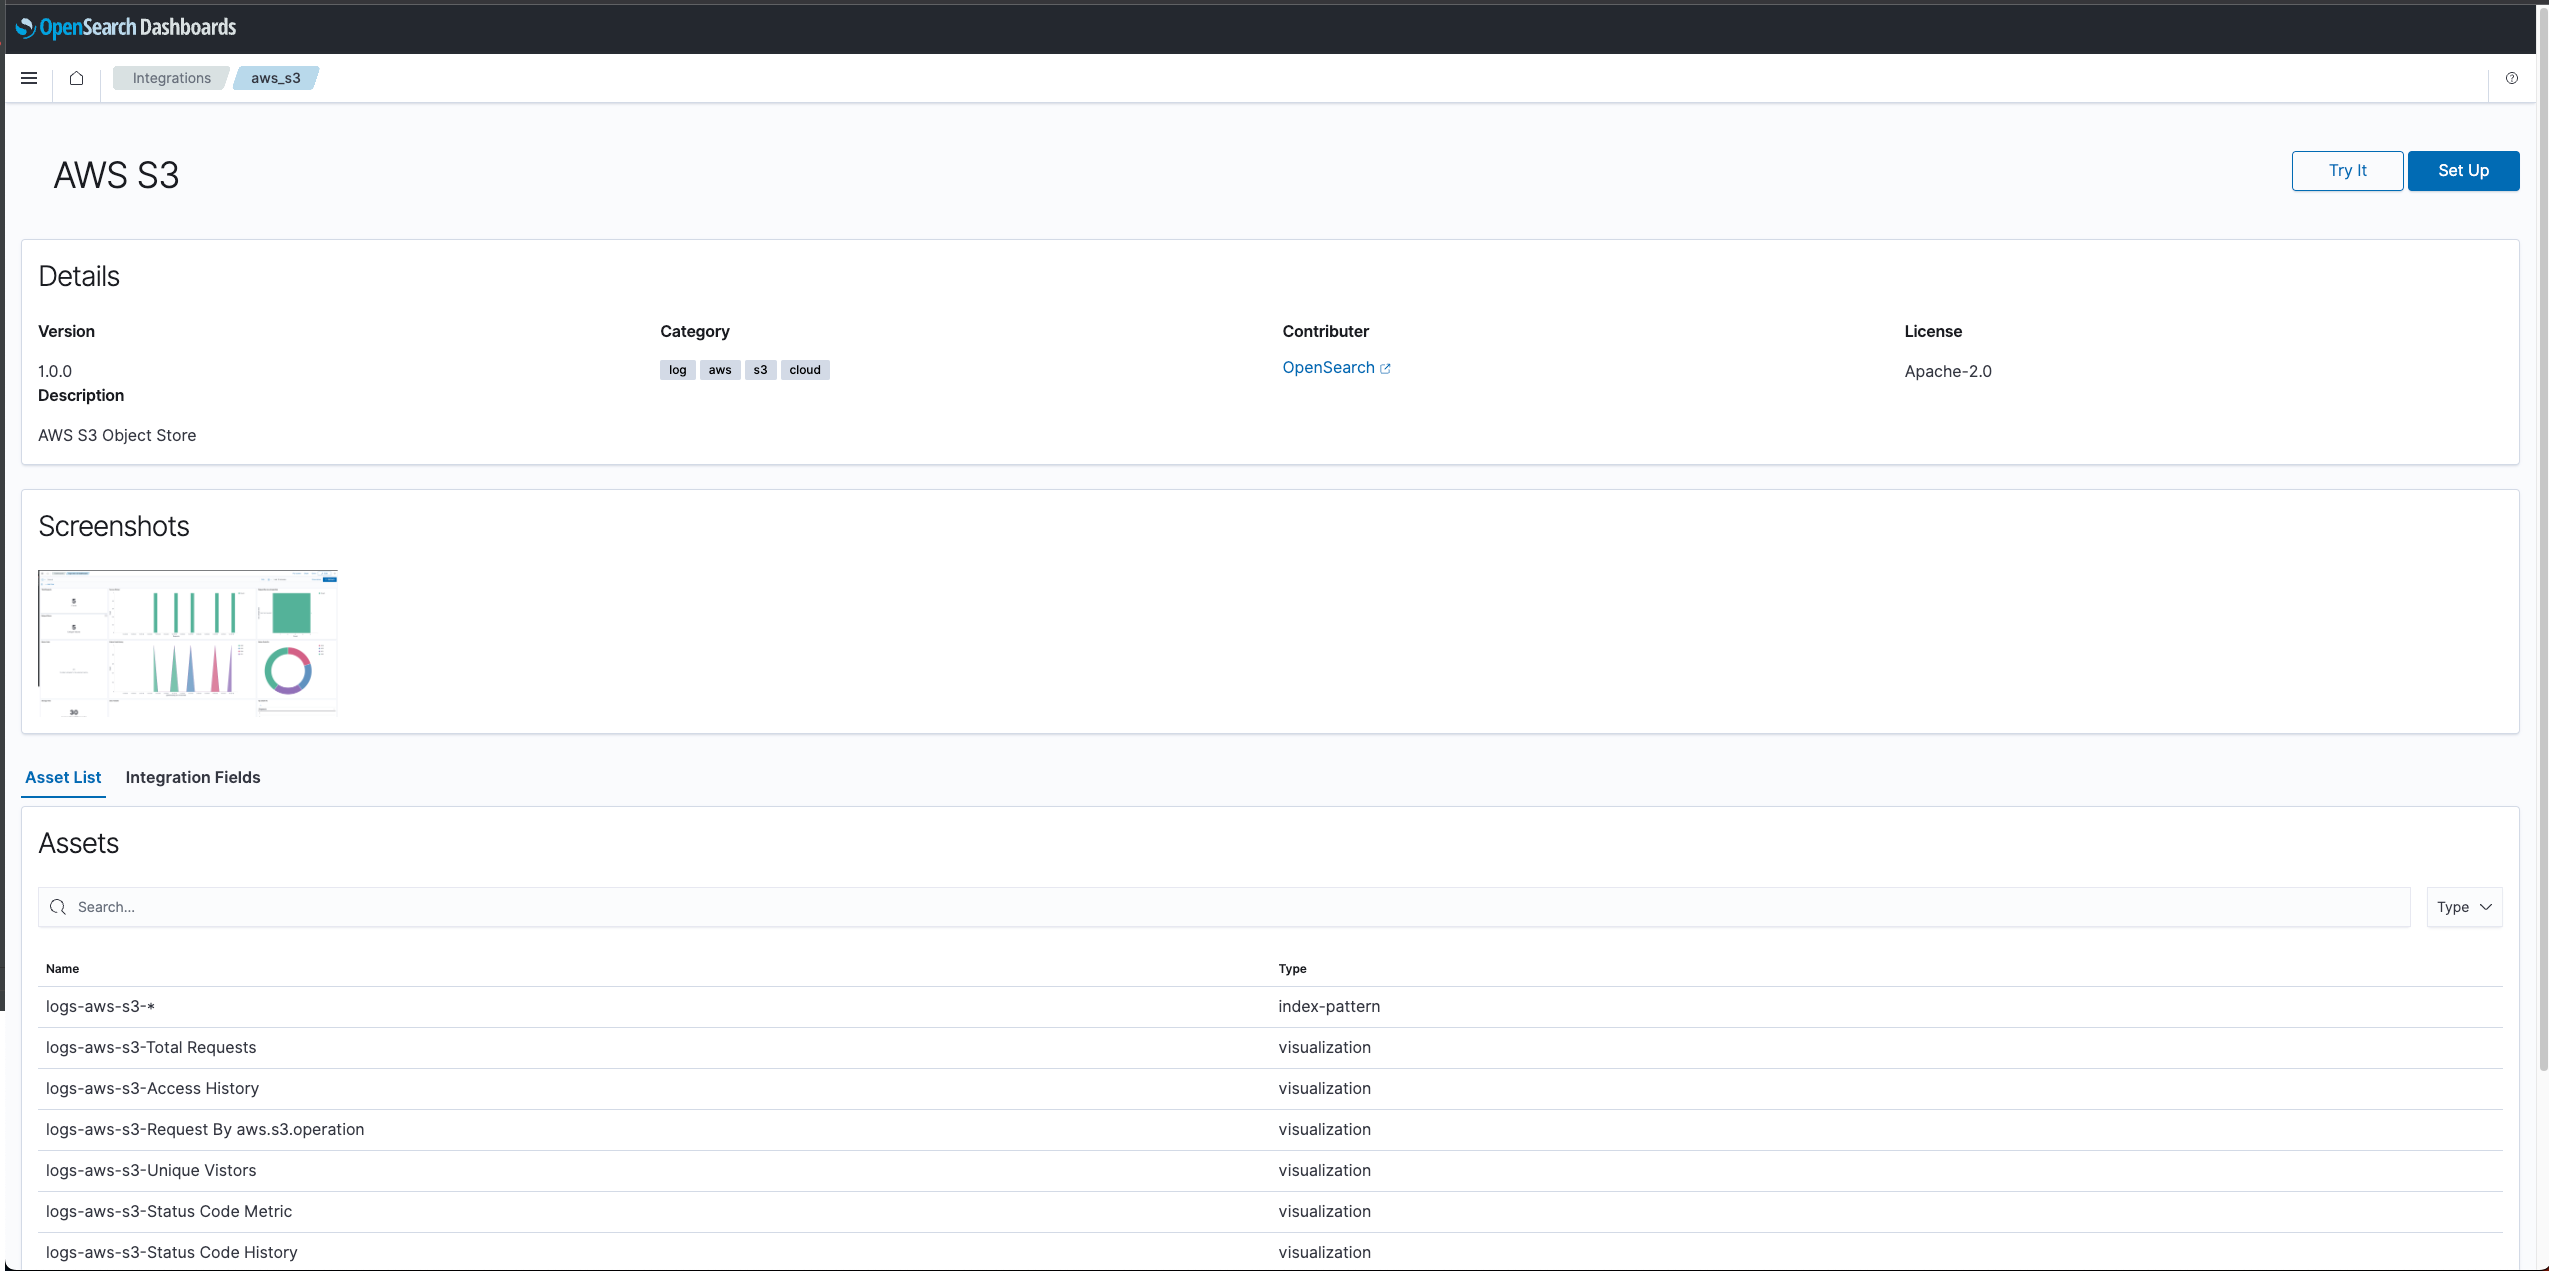 OpenSearch Dashboards
Integrations aws_s3
AWS S3
Try It Set Up
Details
Version Category Contributer License
1.0.0 log aws s3 cloud OpenSearch Apache-2.0
Description
AWS S3 Object Store
Screenshots
5
5
30
Asset List Integration Fields
Assets
Search... Type
Name Type
logs-aws-s3-* index-pattern
logs-aws-s3-Total Requests visualization
logs-aws-s3-Access History visualization
logs-aws-s3-Request By aws.s3.operation visualization
logs-aws-s3-Unique Vistors visualization
logs-aws-s3-Status Code Metric visualization
logs-aws-s3-Status Code History visualization